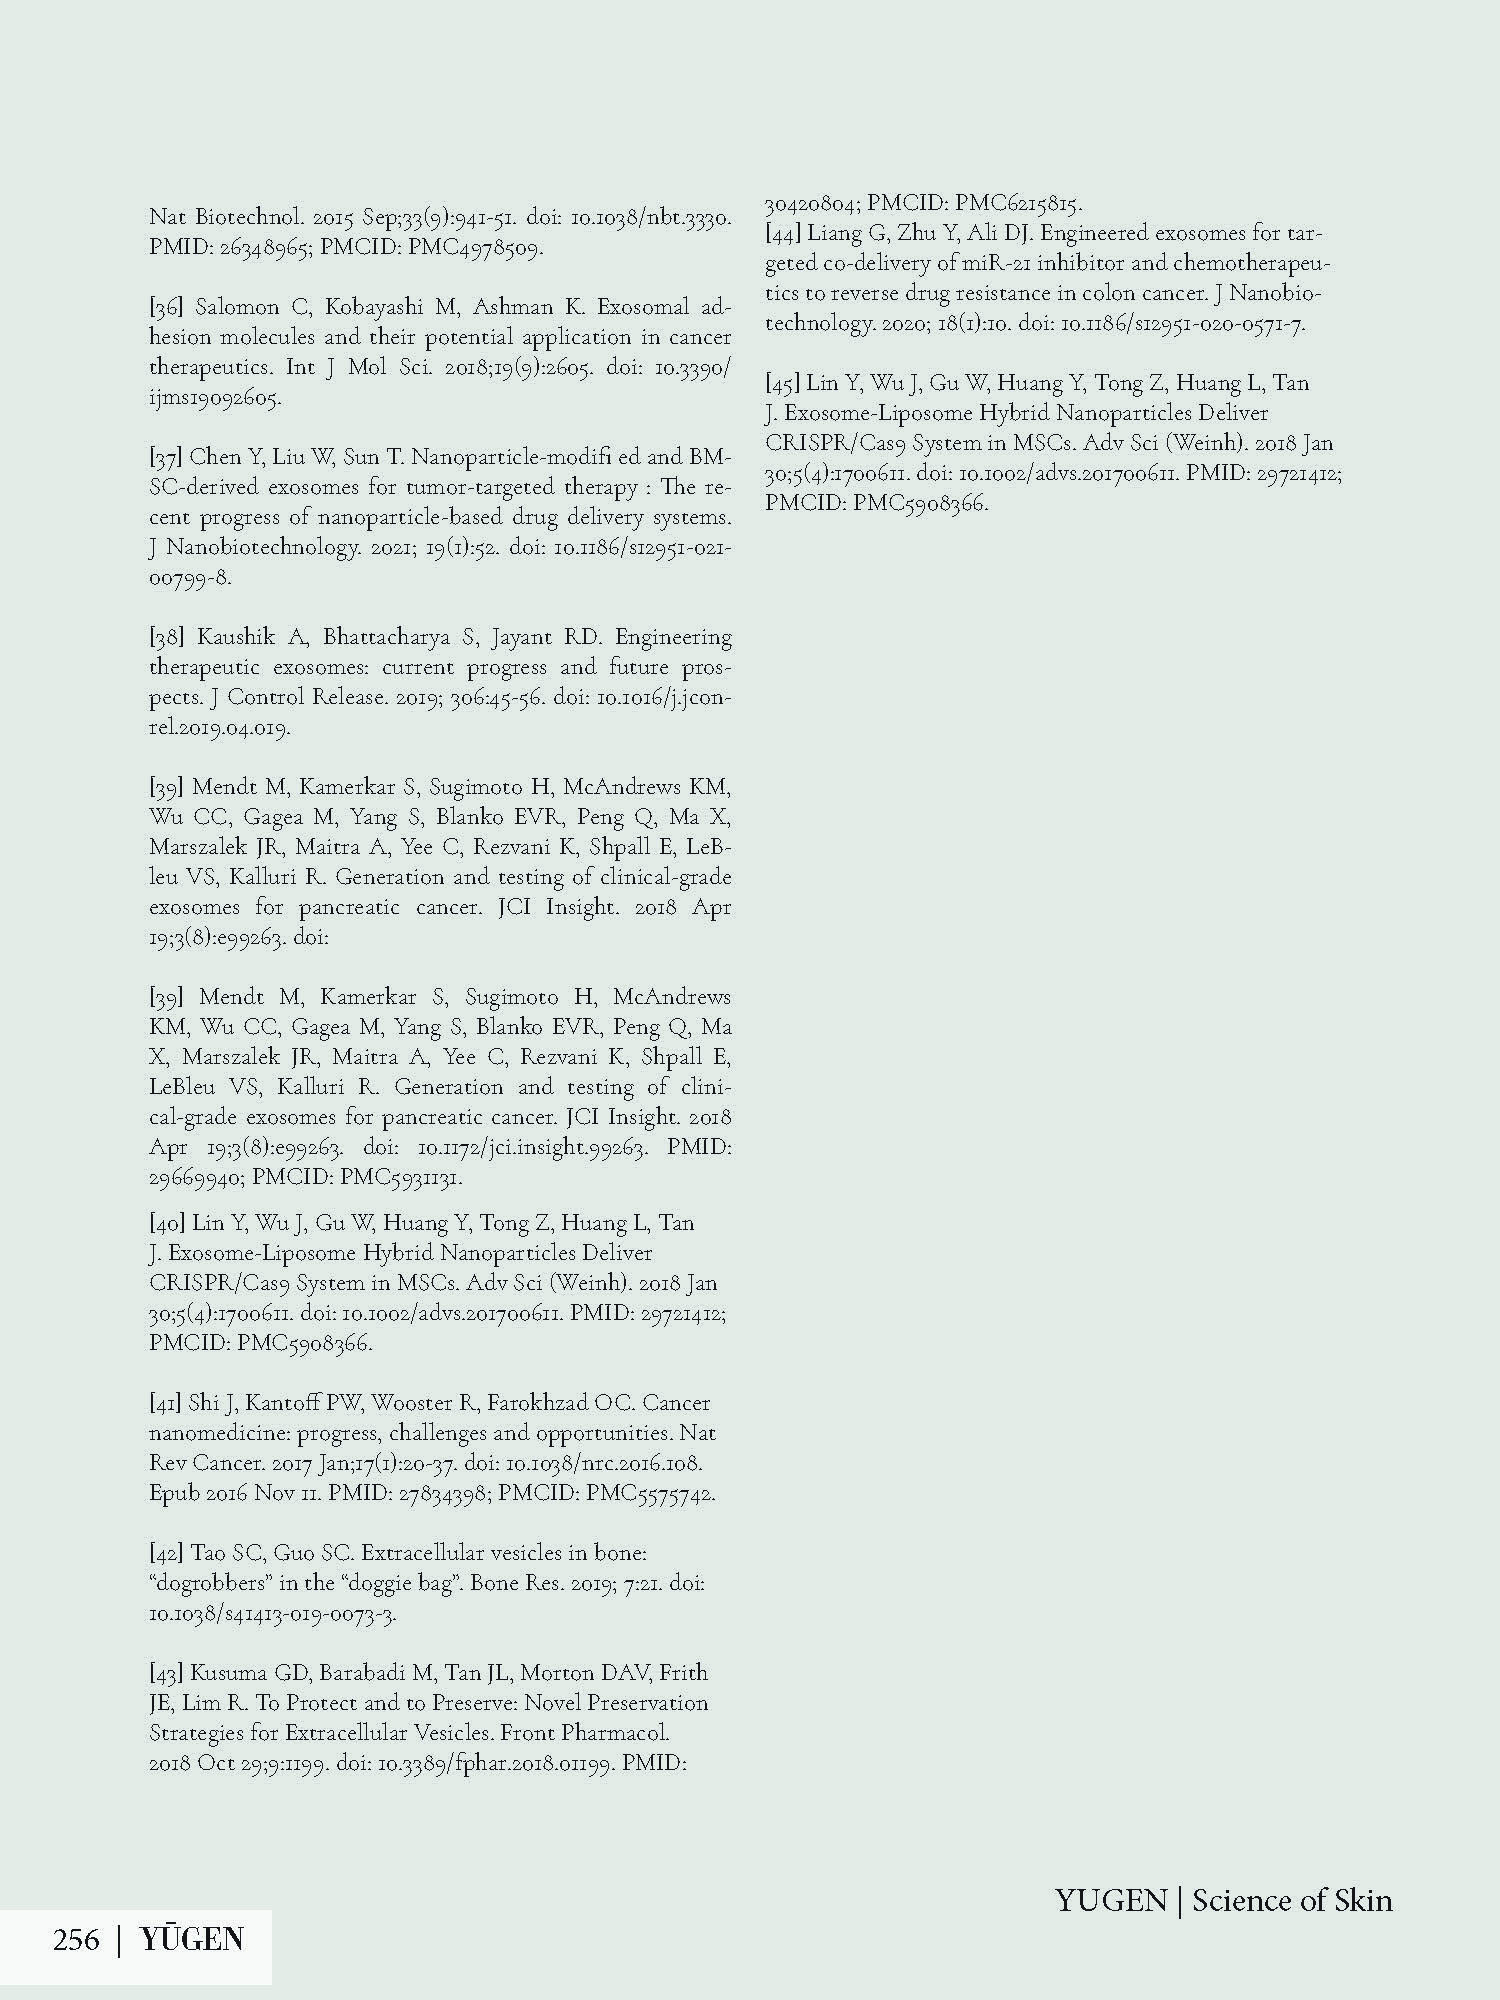 Nat Biotechnol. 2015 Sep;33(9):941-51. doi: 10.1038/nbt.3330.
PMID: 26348965; PMCID: PMC4978509.
[36] Salomon C, Kobayashi M, Ashman K. Exosomal ad-
hesion molecules and their potential application in cancer
therapeutics. Int J Mol Sci. 2018;19(9):2605. doi: 10.3390/
ijms19092605.
[37] Chen Y, Liu W, Sun T. Nanoparticle-modifi ed and BM-
SC-derived exosomes for tumor-targeted therapy : The re-
cent progress of nanoparticle-based drug delivery systems.
J Nanobiotechnology. 2021; 19(1):52. doi: 10.1186/s12951-021-
00799-8.
[38] Kaushik A, Bhattacharya S, Jayant RD. Engineering
therapeutic exosomes: current progress and future pros-
pects. J Control Release. 2019; 306:45-56. doi: 10.1016/j.jcon-
rel.2019.04.019.
[39] Mendt M, Kamerkar S, Sugimoto H, McAndrews KM,
Wu CC, Gagea M, Yang S, Blanko EVR, Peng Q, Ma X,
Marszalek JR, Maitra A, Yee C, Rezvani K, Shpall E, LeB-
leu VS, Kalluri R. Generation and testing of clinical-grade
exosomes for pancreatic cancer. JCI Insight. 2018 Apr
19;3(8):e99263. doi:
[39] Mendt M, Kamerkar S, Sugimoto H, McAndrews
KM, Wu CC, Gagea M, Yang S, Blanko EVR, Peng Q, Ma
X, Marszalek JR, Maitra A, Yee C, Rezvani K, Shpall E,
LeBleu VS, Kalluri R. Generation and testing of clini-
cal-grade exosomes for pancreatic cancer. JCI Insight. 2018
Apr 19;3(8):e99263. doi: 10.1172/jci.insight.99263. PMID:
29669940; PMCID: PMC5931131.
[40] Lin Y, Wu J, Gu W, Huang Y, Tong Z, Huang L, Tan
J. Exosome-Liposome Hybrid Nanoparticles Deliver
CRISPR/Cas9 System in MSCs. Adv Sci (Weinh). 2018 Jan
30;5(4):1700611. doi: 10.1002/advs.201700611. PMID: 29721412;
PMCID: PMC5908366.
[41] Shi J, Kantoff PW, Wooster R, Farokhzad OC. Cancer
nanomedicine: progress, challenges and opportunities. Nat
Rev Cancer. 2017 Jan;17(1):20-37. doi: 10.1038/nrc.2016.108.
Epub 2016 Nov 11. PMID: 27834398; PMCID: PMC5575742.
[42] Tao SC, Guo SC. Extracellular vesicles in bone:
“dogrobbers” in the “doggie bag”. Bone Res. 2019; 7:21. doi:
10.1038/s41413-019-0073-3.
[43] Kusuma GD, Barabadi M, Tan JL, Morton DAV, Frith
JE, Lim R. To Protect and to Preserve: Novel Preservation
Strategies for Extracellular Vesicles. Front Pharmacol.
2018 Oct 29;9:1199. doi: 10.3389/fphar.2018.01199. PMID:
30420804; PMCID: PMC6215815.
[44] Liang G, Zhu Y, Ali DJ. Engineered exosomes for tar-
geted co-delivery of miR-21 inhibitor and chemotherapeu-
tics to reverse drug resistance in colon cancer. J Nanobio-
technology. 2020; 18(1):10. doi: 10.1186/s12951-020-0571-7.
[45] Lin Y, Wu J, Gu W, Huang Y, Tong Z, Huang L, Tan
J. Exosome-Liposome Hybrid Nanoparticles Deliver
CRISPR/Cas9 System in MSCs. Adv Sci (Weinh). 2018 Jan
30;5(4):1700611. doi: 10.1002/advs.201700611. PMID: 29721412;
PMCID: PMC5908366.
YUGEN | Science of Skin
256 | YŪGEN